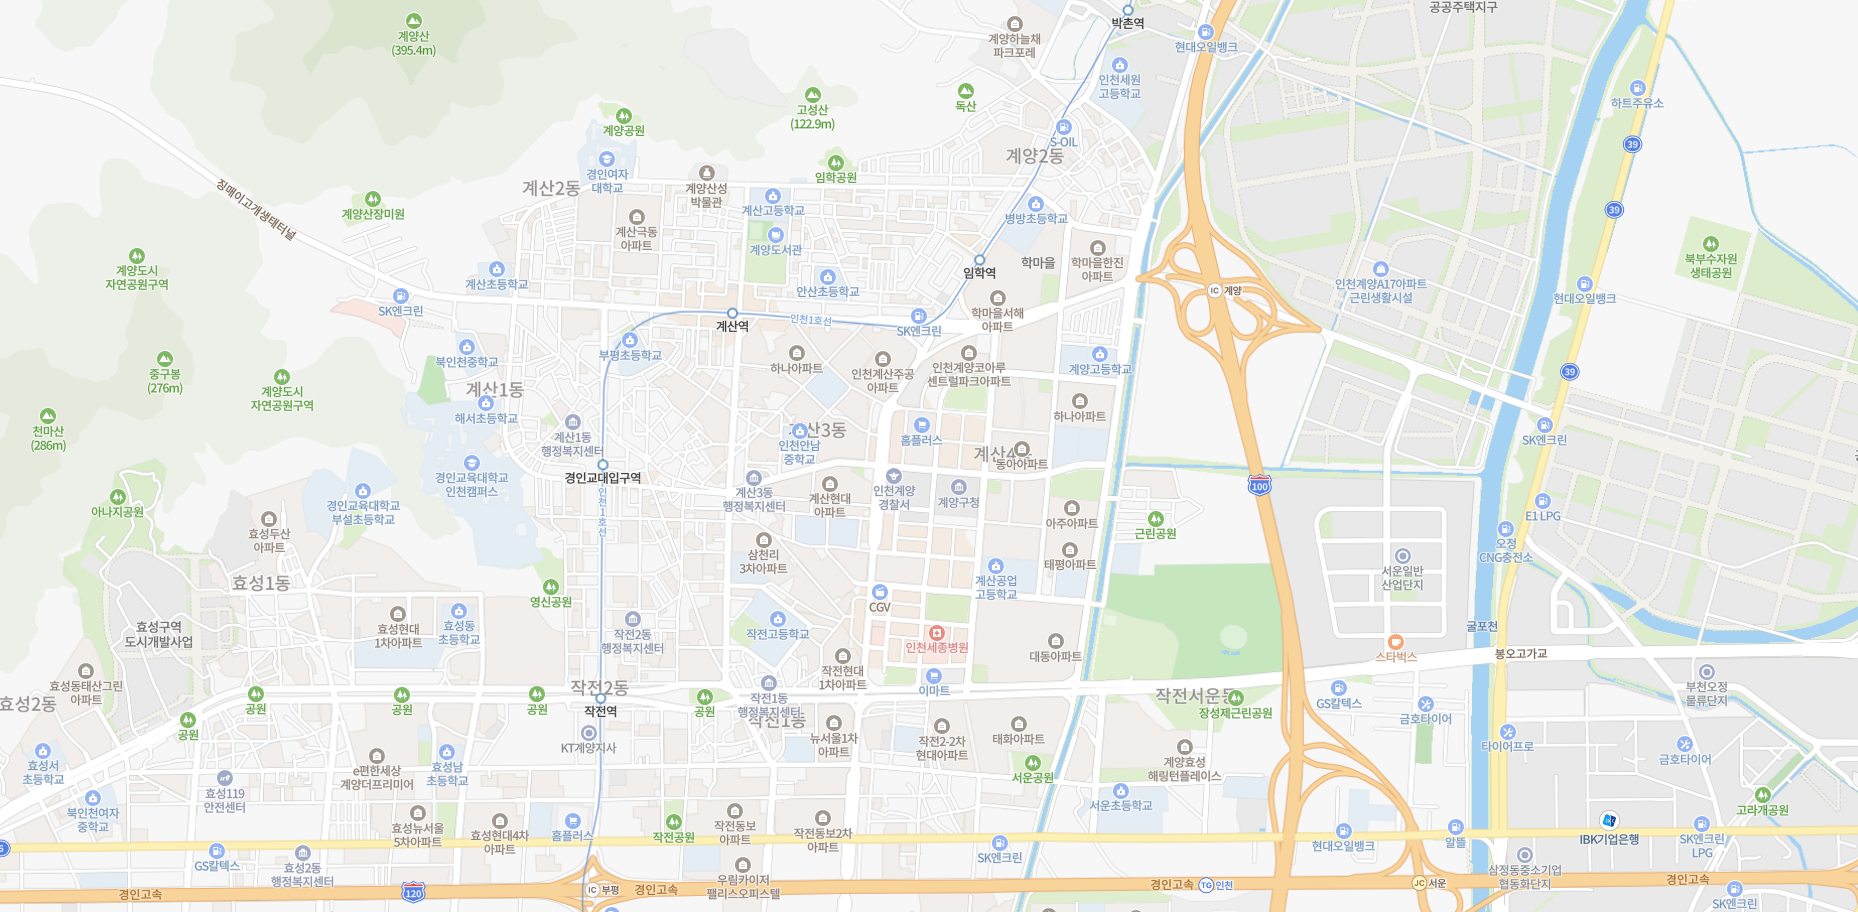 계양산
(395.4m)
박촌역
공공주택지구
계양하늘채
파크포레
현대오일뱅크
인천세원
고등학교
하트주유소
독산
고성산
(122.9m)
계양공원
S-OIL
39
계양2동
경인여자
대학교
임학공원
계산2동
계양산성
박물관
징매이고개생태터널
계양산장미원
계산고등학교
병방초등학교
39
계산극동
아파트
계양도서관
학마을
학마을한진
아파트
북부수자원
생태공원
계양도시
자연공원구역
임학역
계산초등학교
안산초등학교
인천계양A17아파트
근린생활시설
IC 계양
현대오일뱅크
SK엔크린
계산역
인천1호선
SK엔크린
학마을서해
아파트
북인천중학교
부평초등학교
하나아파트
인천계산주공
아파트
인천계양코아루
센트럴파크아파트
계양고등학교
39
중구봉
(276m)
계양도시
자연공원구역
계산1동
해서초등학교
천마산
(286m)
하나아파트
계산1동
행정복지센터
인천안남
중학교
홈플러스
SK엔크린
동아아파트
경인교대입구역
경인교육대학교
인천캠퍼스
계산3동
행정복지센터
계산현대
아파트
인천계양
경찰서
계양구청
100
아나지공원
경인교육대학교
부설초등학교
인천1호선
아주아파트
E1 LPG
근린공원
효성두산
아파트
삼천리
3차아파트
태평아파트
오정
CNG충전소
서운일반
산업단지
계산공업
고등학교
효성1동
영신공원
CGV
효성구역
도시개발사업
효성현대
1차아파트
효성동
초등학교
작전2동
행정복지센터
작전고등학교
인천세종병원
굴포천
대동아파트
스타벅스
봉오고가교
효성동태산그린
아파트
작전현대
1차아파트
이마트
부천오정
물류단지
효성2동
공원
공원
공원
작전2동
작전역
공원
작전1동
행정복지센터
장성제근린공원
GS칼텍스
금호타이어
공원
KT계양지사
뉴서울1차
아파트
작전2-2차
현대아파트
태화아파트
타이어프로
금호타이어
효성서
초등학교
e편한세상
계양더프리미어
효성남
초등학교
서운공원
계양효성
해링턴플레이스
효성119
안전센터
서운초등학교
고라개공원
북인천여자
중학교
효성뉴서울
5차아파트
효성현대4차
아파트
홈플러스
작전공원
작전동보
아파트
작전동보2차
아파트
현대오일뱅크
알뜰
IBK기업은행
SK엔크린
LPG
GS칼텍스
효성2동
행정복지센터
SK엔크린
삼정동중소기업
협동화단지
우림카이저
팰리스오피스텔
경인고속
120
IC 부평
경인고속
경인고속
TG 인천
JC 서운
경인고속
SK엔크린